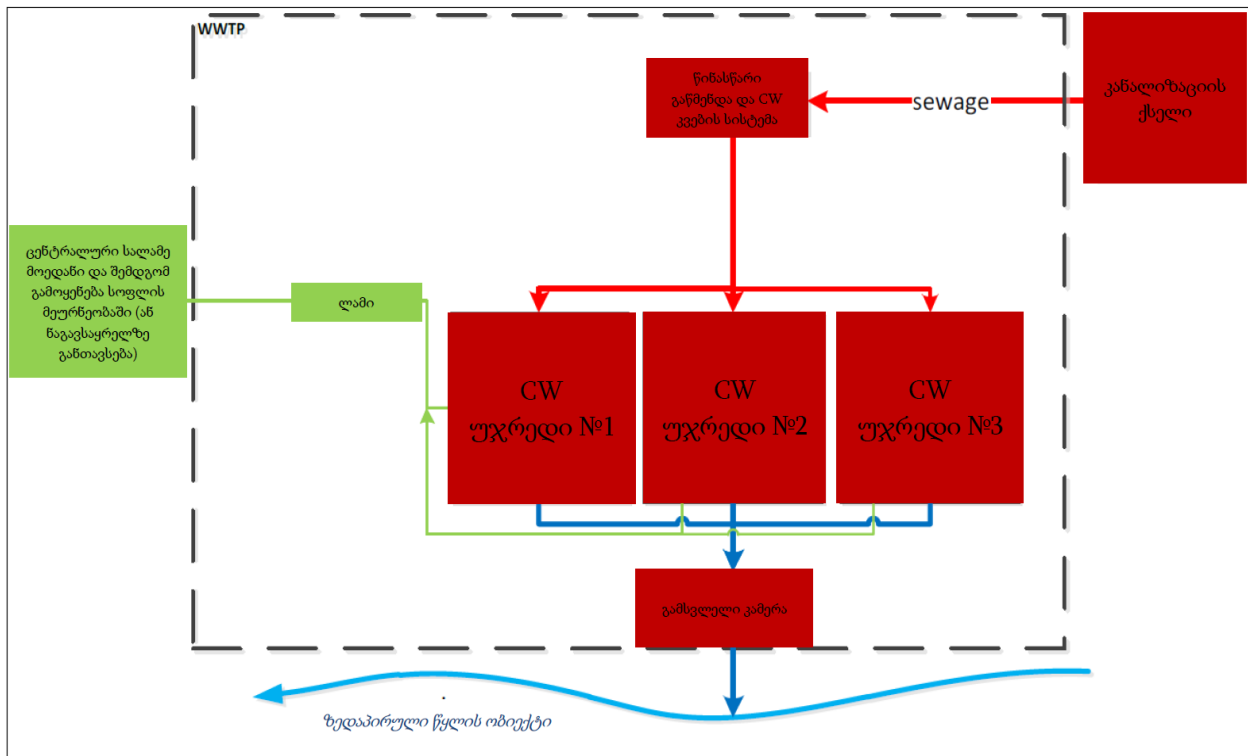 WWTP
წინასწარი
გაწმენდა და CW
კვების სისტემა
sewage
კანალიზაციის
ქსელი
ცენტრალური სალამე
მოედანი და შემდგომ
გამოყენება სოფლის
მეურნეობაში (ან
ნაგავსაყრელზე
განთავსება)
ლამი
CW
უჯრედი №1
CW
უჯრედი №2
CW
უჯრედი №3
გამსვლელი კამერა
ზედაპირული წყლის ობიექტი